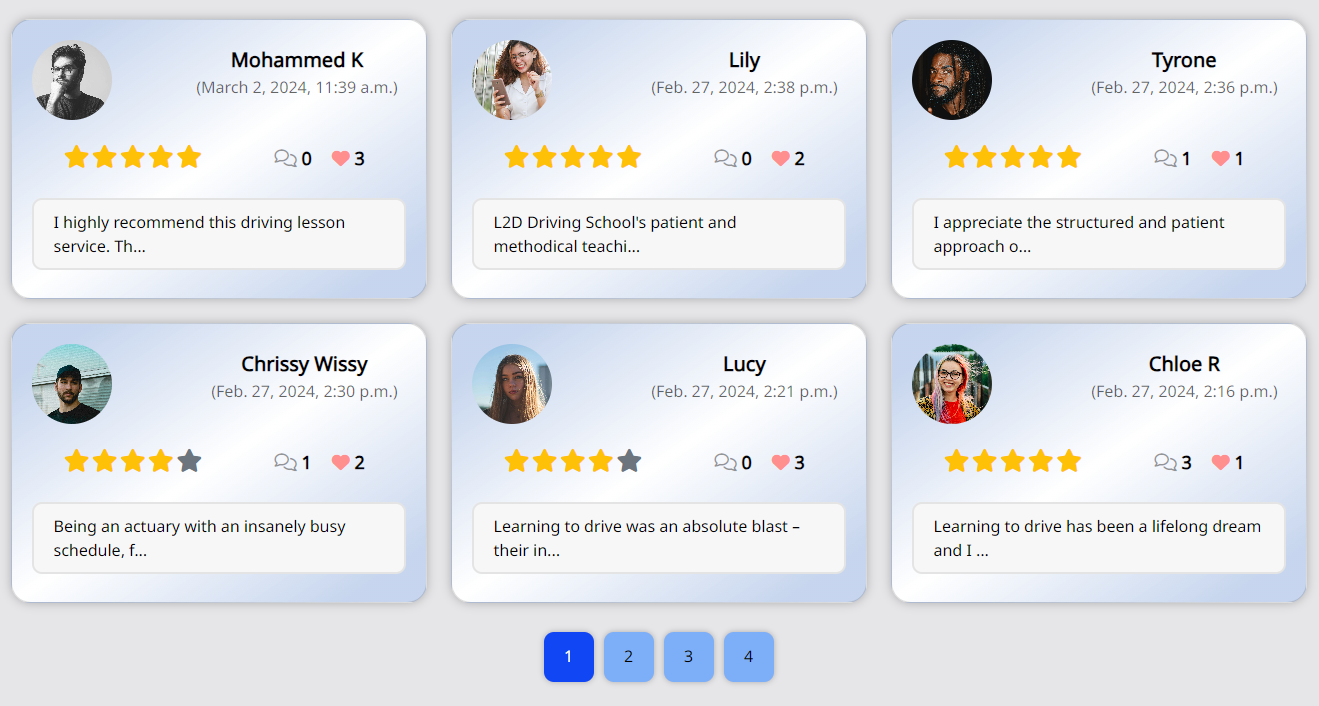 Mohammed K
(March 2, 2024, 11:39 a.m.)
0 3
I highly recommend this driving lesson
service. Th...
Lily
(Feb. 27, 2024, 2:38 p.m.)
0 2
L2D Driving School's patient and
methodical teachi...
Tyrone
(Feb. 27, 2024, 2:36 p.m.)
1 1
I appreciate the structured and patient
approach o...
Chrissy Wissy
(Feb. 27, 2024, 2:30 p.m.)
1 2
Being an actuary with an insanely busy
schedule, f...
Lucy
(Feb. 27, 2024, 2:21 p.m.)
0 3
Learning to drive was an absolute blast –
their in...
Chloe R
(Feb. 27, 2024, 2:16 p.m.)
3 1
Learning to drive has been a lifelong dream
and I ...
1 2 3 4